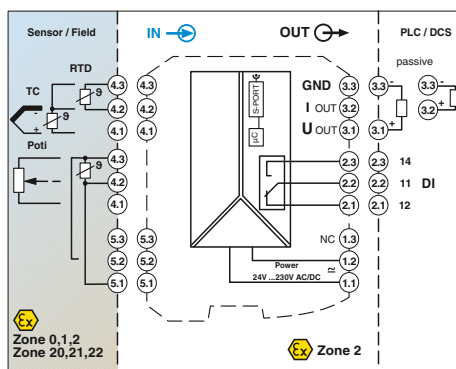 Sensor / Field
IN
OUT
PLC / DCS
RTD
TC
ϑ
-
+
ϑ
4.3
4.2
4.1
4.3
4.2
4.1
Poti
ϑ
4.3
4.2
4.1
4.3
4.2
4.1
5.3
5.2
5.1
5.3
5.2
5.1
S-PORT
µC
GND
I OUT
U OUT
3.3
3.2
3.1
passive
3.3
-
+
3.1
3.3
-
3.2
+
2.3
2.2
2.1
2.3
2.2
2.1
14
11
12
DI
NC
1.3
Power
≂
1.2
24V ...230V AC/DC
1.1
Ex
Zone 0,1,2
Zone 20,21,22
Ex
Zone 2